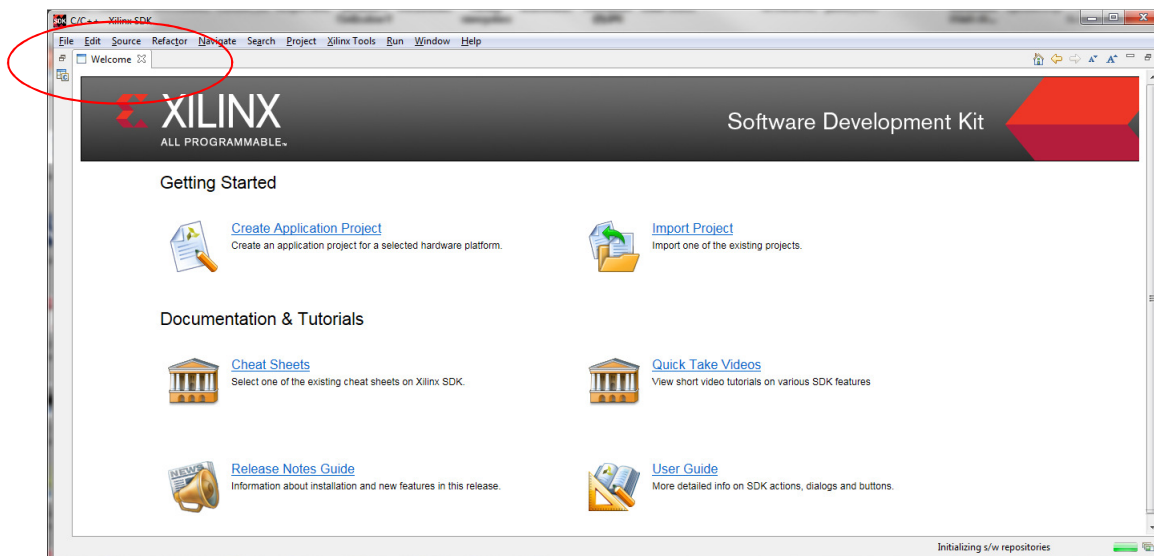 SDK C/C++ - Xilinx SDK
File Edit Source Refactor Navigate Search Project Xilinx Tools Run Window Help
Welcome
XILINX
ALL PROGRAMMABLE™
Software Development Kit
Getting Started
Create Application Project
Create an application project for a selected hardware platform.
Import Project
Import one of the existing projects.
Documentation & Tutorials
Cheat Sheets
Select one of the existing cheat sheets on Xilinx SDK.
Quick Take Videos
View short video tutorials on various SDK features
NEWS
Release Notes Guide
Information about installation and new features in this release.
User Guide
More detailed info on SDK actions, dialogs and buttons.
Initializing s/w repositories